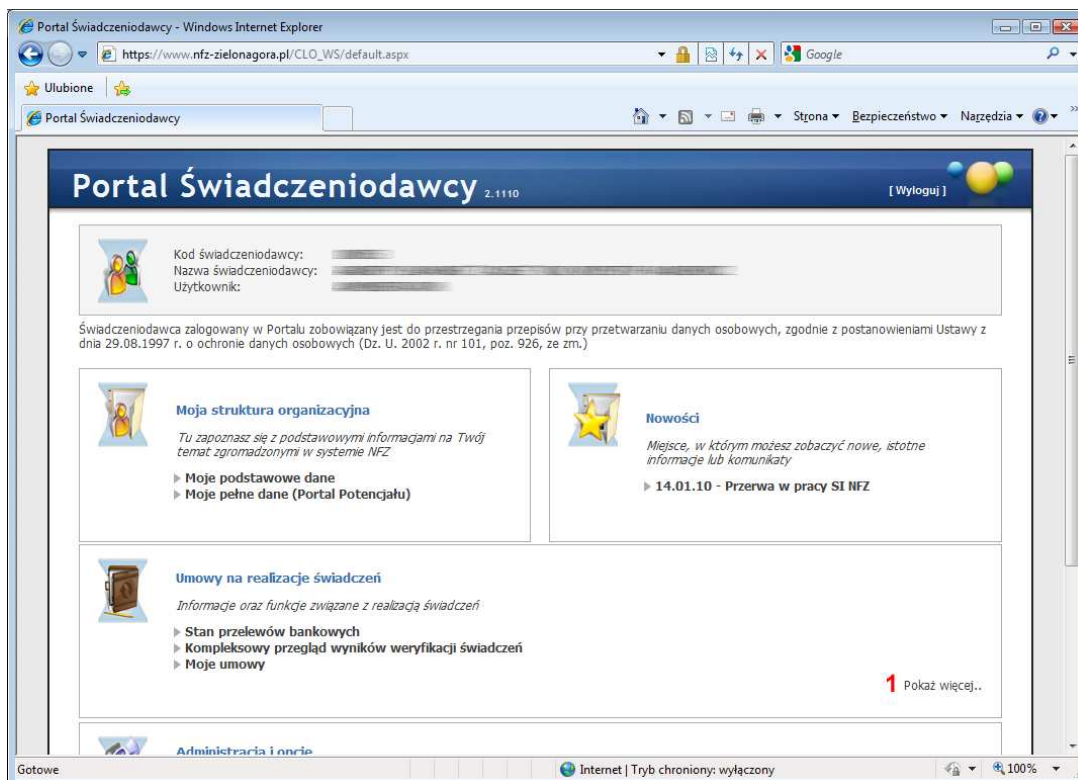 Portal Świadczeniodawcy - Windows Internet Explorer
https://www.nfz-zielonagora.pl/CLO_WS/default.aspx
Google
Ulubione
Portal Świadczeniodawcy
Strona
Bezpieczeństwo
Narzędzia
Portal Świadczeniodawcy 2.1110
[ Wyloguj ]
Kod świadczeniodawcy:
Nazwa świadczeniodawcy:
Użytkownik:
Świadczeniodawca zalogowany w Portalu zobowiązany jest do przestrzegania przepisów przy przetwarzaniu danych osobowych, zgodnie z postanowieniami Ustawy z
dnia 29.08.1997 r. o ochronie danych osobowych (Dz. U. 2002 r. nr 101, poz. 926, ze zm.)
Moja struktura organizacyjna
Tu zapoznasz się z podstawowymi informacjami na Twój
temat zgromadzonymi w systemie NFZ
Moje podstawowe dane
Moje pełne dane (Portal Potencjału)
Nowości
Miejsce, w którym możesz zobaczyć nowe, istotne
informacje lub komunikaty
14.01.10 - Przerwa w pracy SI NFZ
Umowy na realizacje świadczeń
Informacje oraz funkcje związane z realizacją świadczeń
Stan przelewów bankowych
Kompleksowy przegląd wyników weryfikacji świadczeń
Moje umowy
1 Pokaż więcej..
Administracja i opcje
Gotowe
Internet | Tryb chroniony: wyłączony
100%